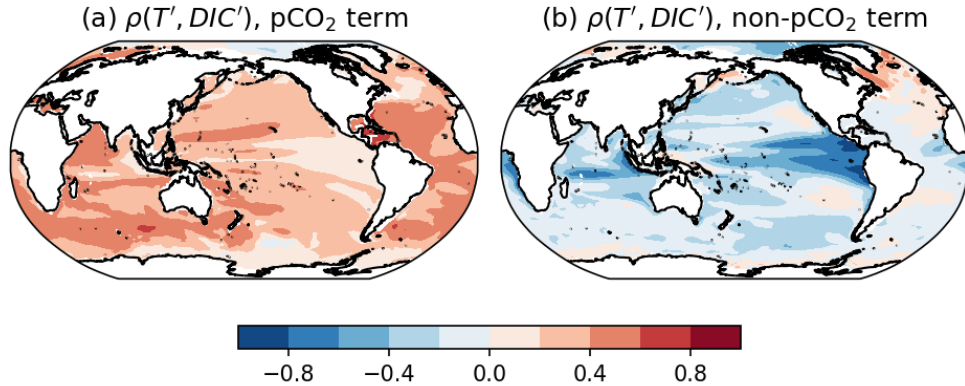 (a) ρ(T′, DIC′), pCO₂ term
(b) ρ(T′, DIC′), non-pCO₂ term
−0.8 −0.4 0.0 0.4 0.8